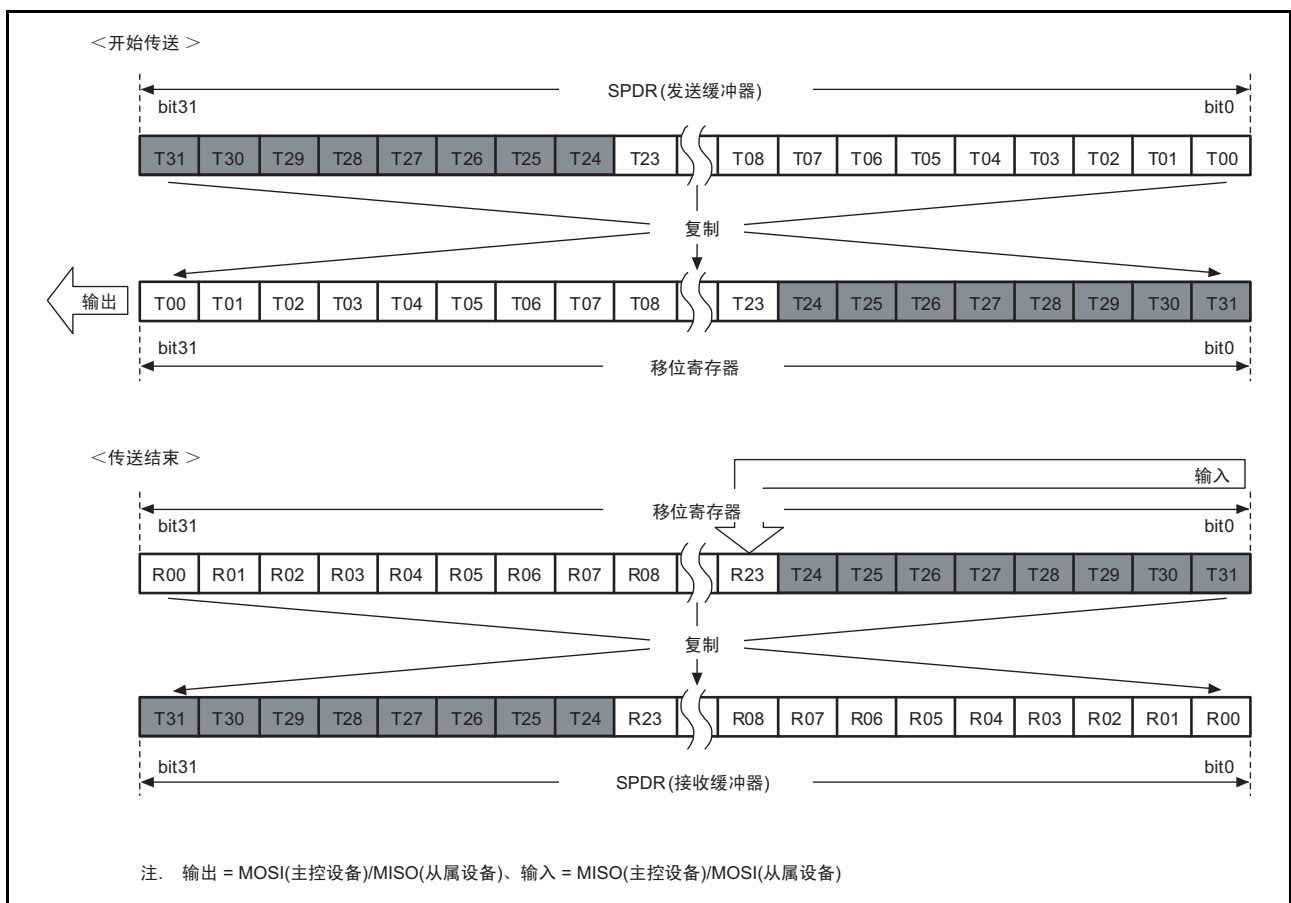 ＜开始传送 ＞
SPDR(发送缓冲器)
bit31 bit0
T31 T30 T29 T28 T27 T26 T25 T24 T23 T08 T07 T06 T05 T04 T03 T02 T01 T00
复制
输出 T00 T01 T02 T03 T04 T05 T06 T07 T08 T23 T24 T25 T26 T27 T28 T29 T30 T31
bit31 bit0
移位寄存器
＜传送结束 ＞
输入
移位寄存器
bit31 bit0
R00 R01 R02 R03 R04 R05 R06 R07 R08 R23 T24 T25 T26 T27 T28 T29 T30 T31
复制
T31 T30 T29 T28 T27 T26 T25 T24 R23 R08 R07 R06 R05 R04 R03 R02 R01 R00
bit31 bit0
SPDR(接收缓冲器)
注. 输出 = MOSI(主控设备)/MISO(从属设备)、输入 = MISO(主控设备)/MOSI(从属设备)